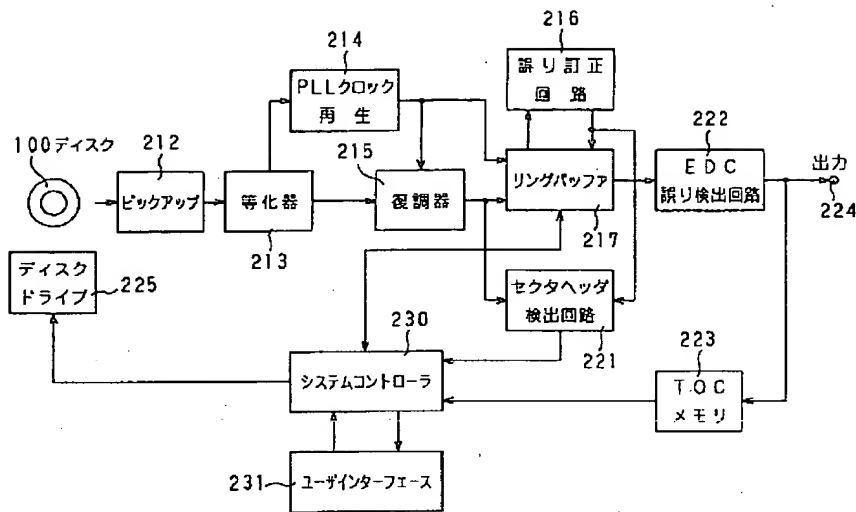 216
誤り訂正
回路
214
PLLクロック
再生
222
EDC
誤り検出回路
出力
224
100ディスク
212
ピックアップ
215
復調器
リングバッファ
217
等化器
213
ディスク
ドライブ
225
セクタヘッダ
検出回路
221
230
システムコントローラ
223
TOC
メモリ
231
ユーザインターフェース